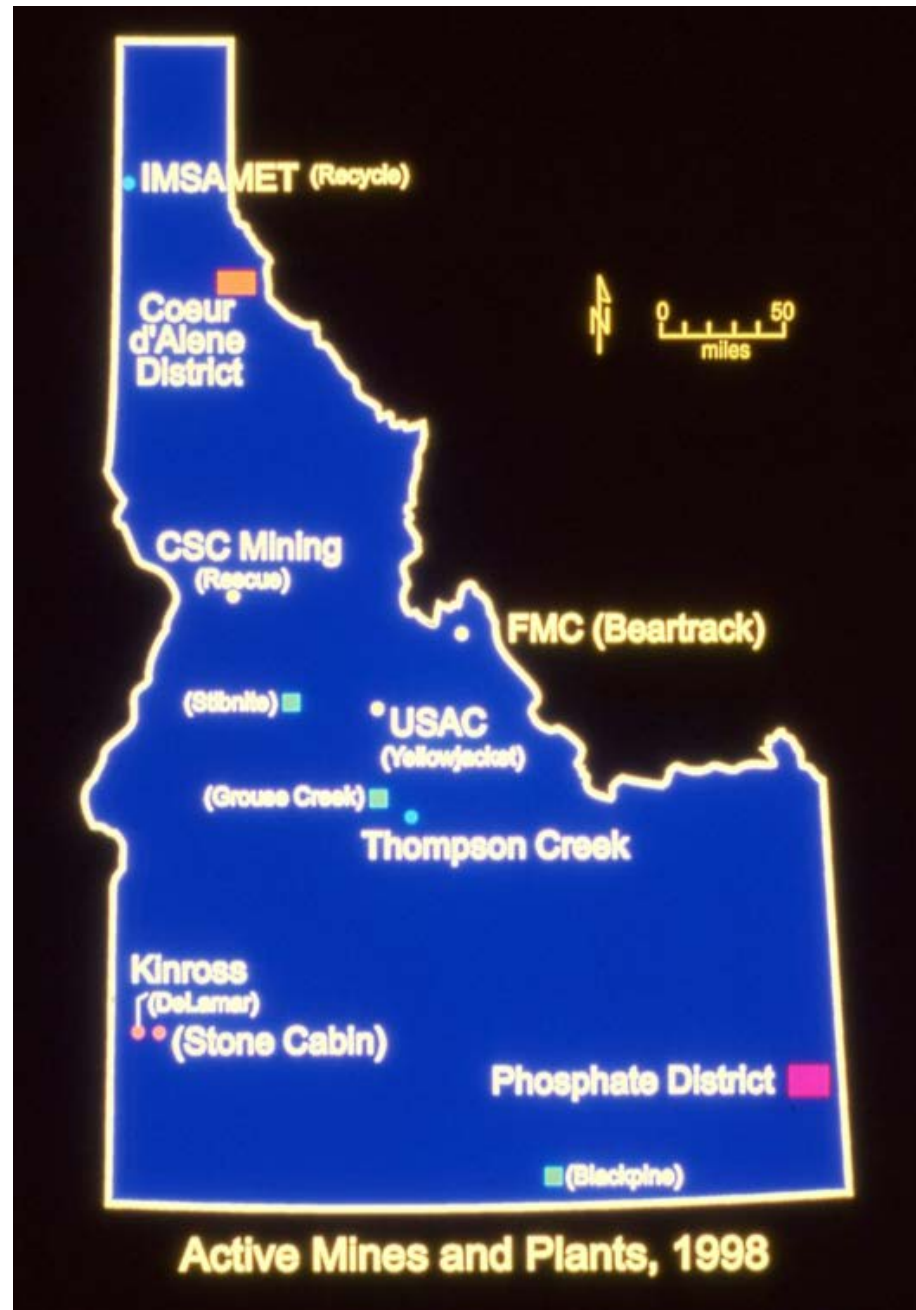 IMSAMET (Recycle)
Coeur
d'Alene
District
N
0 50
miles
CSC Mining
(Rescue)
FMC (Beartrack)
(Stibnite)
USAC
(Yellowjacket)
(Grouse Creek)
Thompson Creek
Kinross
(DeLamar)
(Stone Cabin)
Phosphate District
(Blackpine)
Active Mines and Plants, 1998